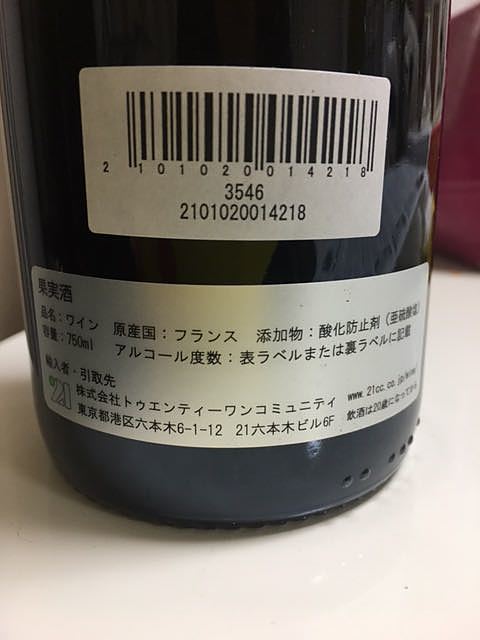 2 101020 014218
3546
2101020014218
果実酒
品名：ワイン 原産国：フランス 添加物：酸化防止剤（亜硫酸塩）
容量：750ml アルコール度数：表ラベルまたは裏ラベルに記載
輸入者・引取先
株式会社トゥエンティーワンコミュニティ www.21cc.co.jp/wine/
東京都港区六本木6-1-12 21六本木ビル6F 飲酒は20歳になってから